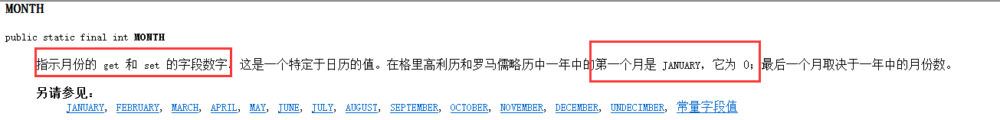 MONTH
public static final int MONTH
指示月份的 get 和 set 的字段数字。这是一个特定于日历的值。在格里高利历和罗马儒略历中一年中的第一个月是 JANUARY，它为 0；最后一个月取决于一年中的月份数。
另请参见：
JANUARY, FEBRUARY, MARCH, APRIL, MAY, JUNE, JULY, AUGUST, SEPTEMBER, OCTOBER, NOVEMBER, DECEMBER, UNDECIMBER, 常量字段值